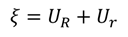 ξ = U_R + U_r